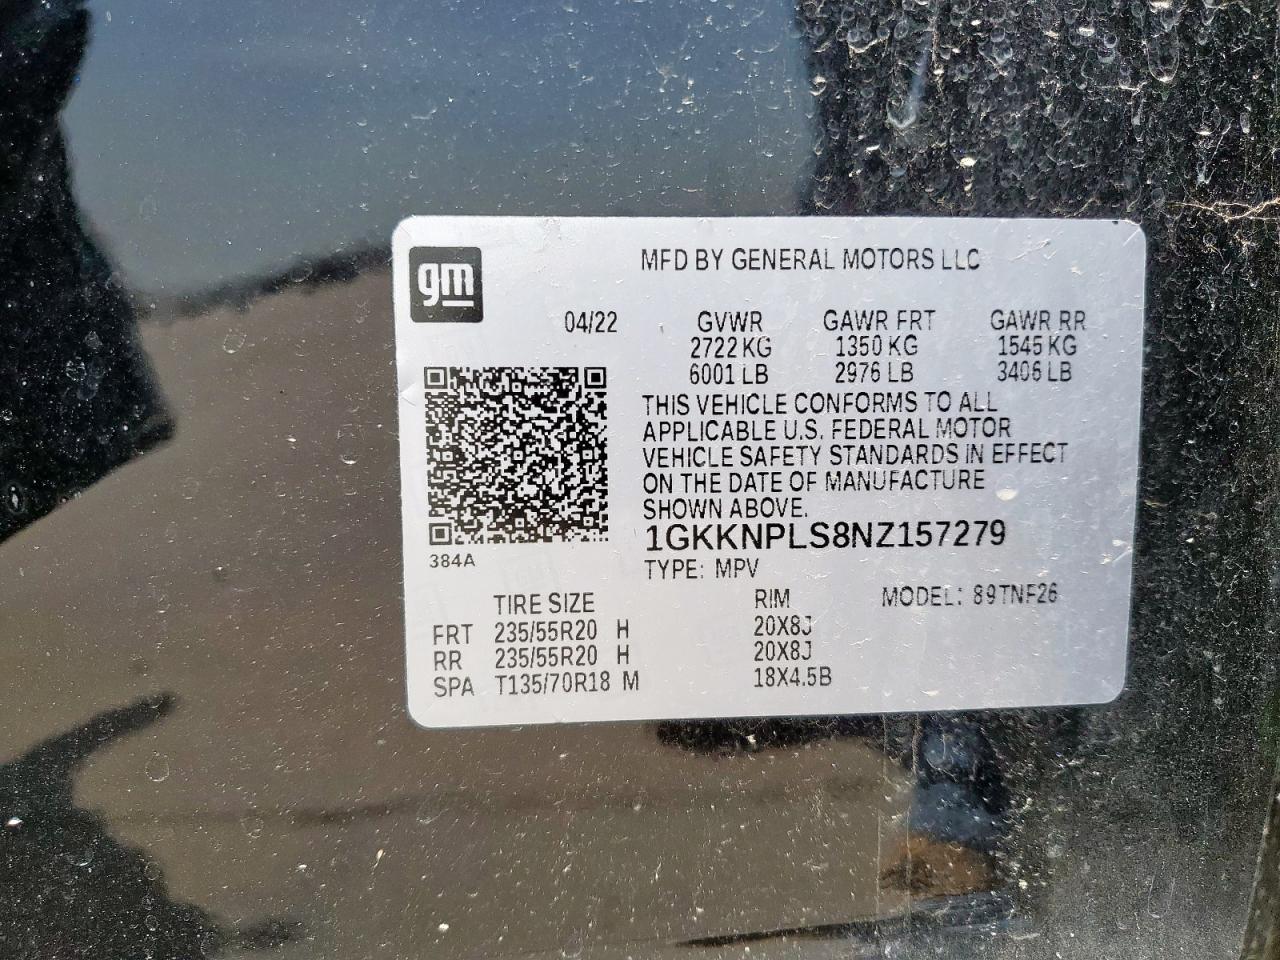 gm
MFD BY GENERAL MOTORS LLC
04/22 GVWR GAWR FRT GAWR RR
2722 KG 1350 KG 1545 KG
6001 LB 2976 LB 3406 LB
THIS VEHICLE CONFORMS TO ALL
APPLICABLE U.S. FEDERAL MOTOR
VEHICLE SAFETY STANDARDS IN EFFECT
ON THE DATE OF MANUFACTURE
SHOWN ABOVE.
1GKKNPLS8NZ157279
384A
TYPE: MPV
TIRE SIZE RIM MODEL: 89TNF26
FRT 235/55R20 H 20X8J
RR 235/55R20 H 20X8J
SPA T135/70R18 M 18X4.5B